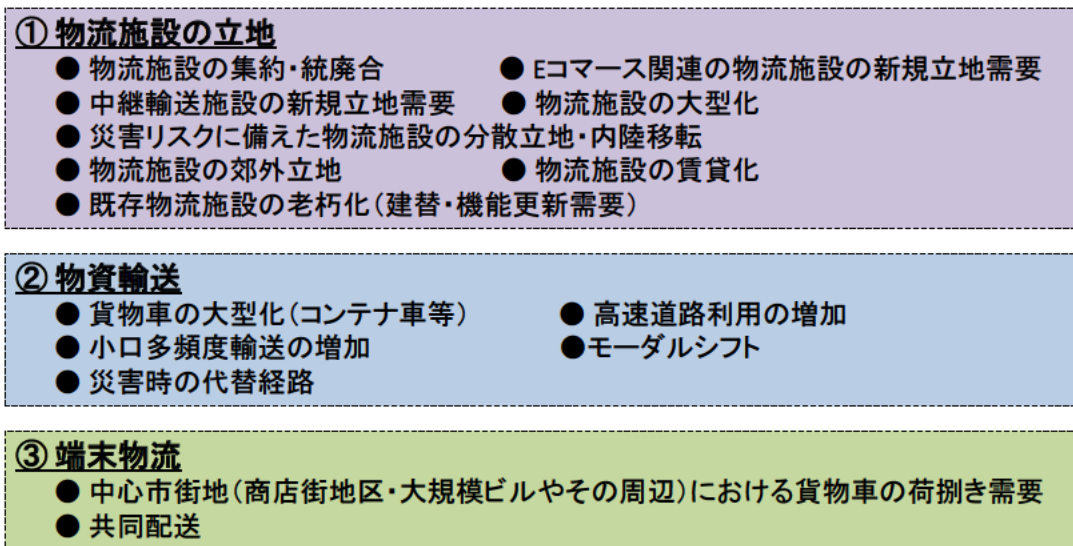 ① 物流施設の立地
● 物流施設の集約・統廃合 ● Eコマース関連の物流施設の新規立地需要
● 中継輸送施設の新規立地需要 ● 物流施設の大型化
● 災害リスクに備えた物流施設の分散立地・内陸移転
● 物流施設の郊外立地 ● 物流施設の賃貸化
● 既存物流施設の老朽化（建替・機能更新需要）
② 物資輸送
● 貨物車の大型化（コンテナ車等） ● 高速道路利用の増加
● 小口多頻度輸送の増加 ●モーダルシフト
● 災害時の代替経路
③ 端末物流
● 中心市街地（商店街地区・大規模ビルやその周辺）における貨物車の荷捌き需要
● 共同配送